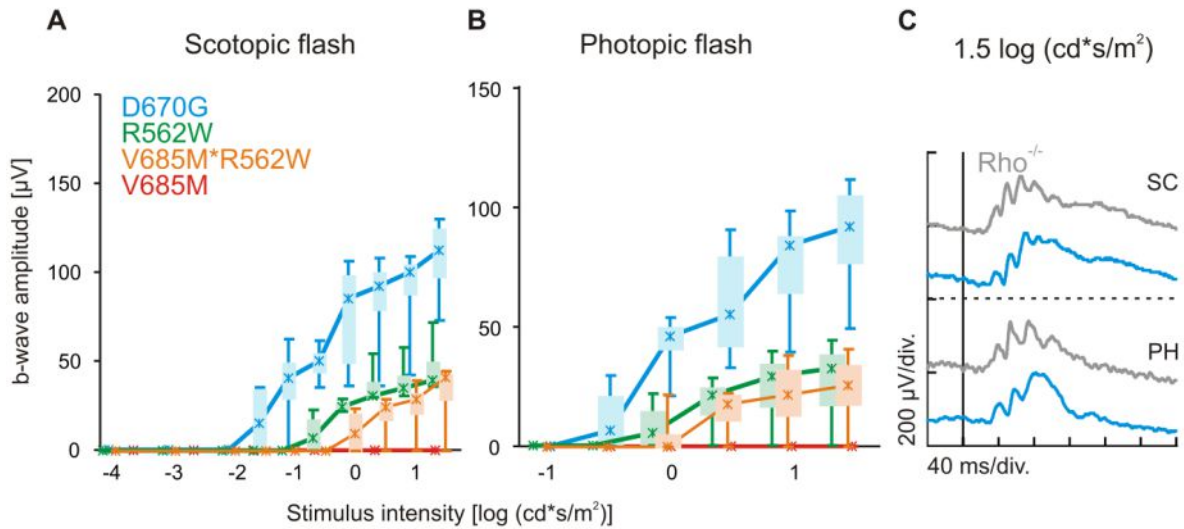 A
Scotopic flash
b-wave amplitude [µV]
200
150
100
50
0
D670G
R562W
V685M*R562W
V685M
-4
-3
-2
-1
0
1
B
Photopic flash
150
100
50
0
-1
0
1
Stimulus intensity [log (cd*s/m²)]
C
1.5 log (cd*s/m²)
Rho-/-
SC
PH
200 µV/div.
40 ms/div.